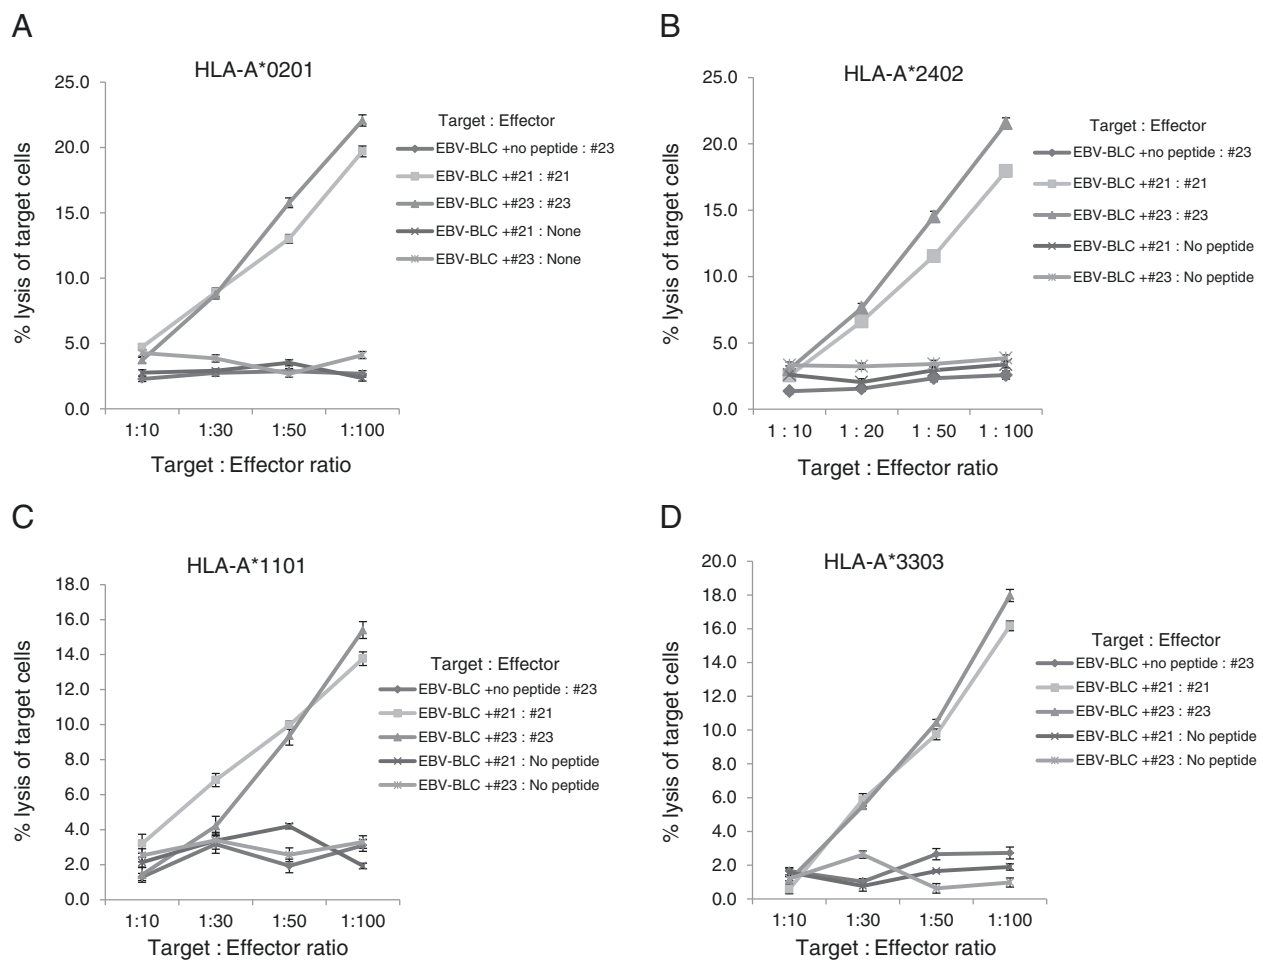 A
HLA-A*0201
25.0
20.0
15.0
10.0
5.0
0.0
% lysis of target cells
1:10 1:30 1:50 1:100
Target : Effector ratio
Target : Effector
EBV-BLC +no peptide : #23
EBV-BLC +#21 : #21
EBV-BLC +#23 : #23
EBV-BLC +#21 : None
EBV-BLC +#23 : None
B
HLA-A*2402
25.0
20.0
15.0
10.0
5.0
0.0
% lysis of target cells
1 : 10 1 : 20 1 : 50 1 : 100
Target : Effector ratio
Target : Effector
EBV-BLC +no peptide : #23
EBV-BLC +#21 : #21
EBV-BLC +#23 : #23
EBV-BLC +#21 : No peptide
EBV-BLC +#23 : No peptide
C
HLA-A*1101
18.0
16.0
14.0
12.0
10.0
8.0
6.0
4.0
2.0
0.0
% lysis of target cells
1:10 1:30 1:50 1:100
Target : Effector ratio
Target : Effector
EBV-BLC +no peptide : #23
EBV-BLC +#21 : #21
EBV-BLC +#23 : #23
EBV-BLC +#21 : No peptide
EBV-BLC +#23 : No peptide
D
HLA-A*3303
20.0
18.0
16.0
14.0
12.0
10.0
8.0
6.0
4.0
2.0
0.0
% lysis of target cells
1:10 1:30 1:50 1:100
Target : Effector ratio
Target : Effector
EBV-BLC +no peptide : #23
EBV-BLC +#21 : #21
EBV-BLC +#23 : #23
EBV-BLC +#21 : No peptide
EBV-BLC +#23 : No peptide